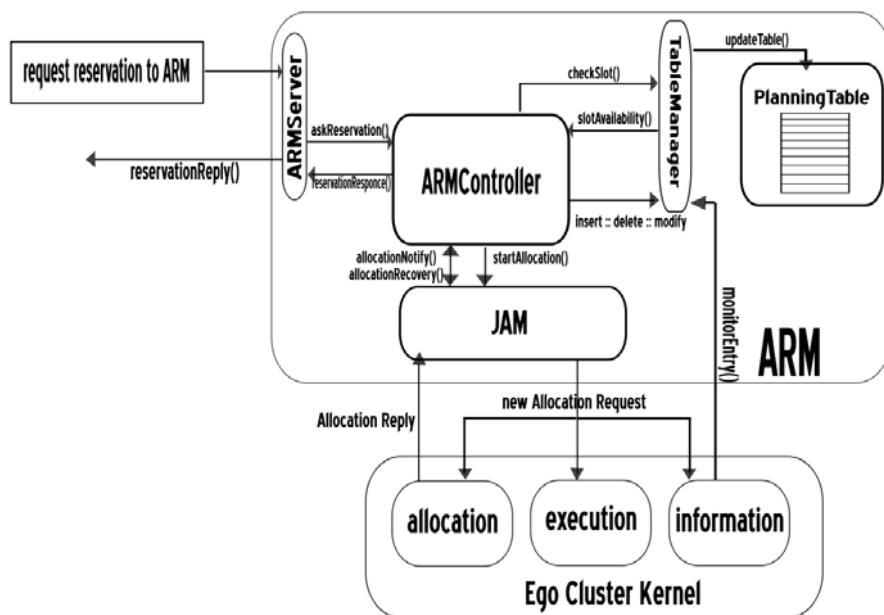 request reservation to ARM
reservationReply()
ARMServer
askReservation()
reservationResponce()
ARMController
checkSlot()
slotAvailability()
insert :: delete :: modify
TableManager
updateTable()
PlanningTable
allocationNotify()
allocationRecovery()
startAllocation()
JAM
monitorEntry()
ARM
Allocation Reply
new Allocation Request
allocation
execution
information
Ego Cluster Kernel